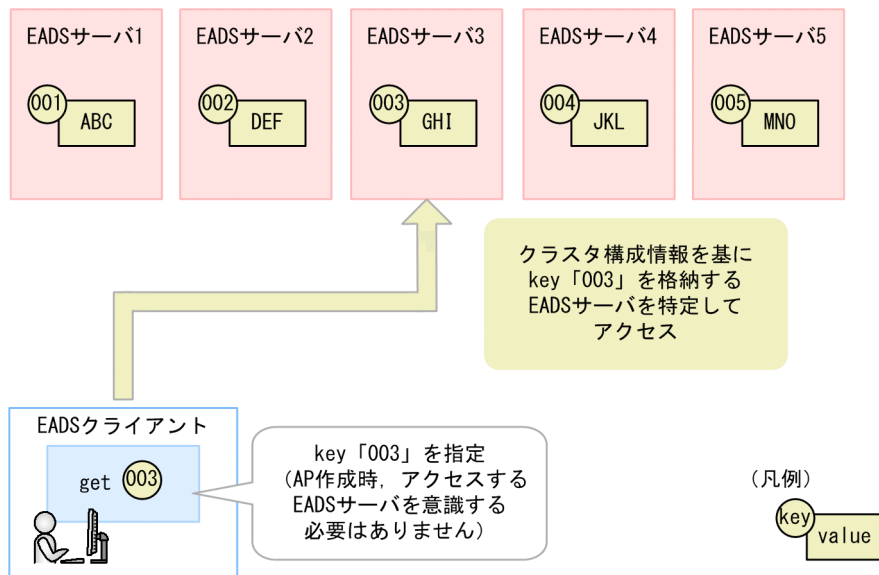 EADSサーバ1
EADSサーバ2
EADSサーバ3
EADSサーバ4
EADSサーバ5
001
ABC
002
DEF
003
GHI
004
JKL
005
MNO
クラスタ構成情報を基に
key「003」を格納する
EADSサーバを特定して
アクセス
EADSクライアント
get 003
key「003」を指定
（AP作成時，アクセスする
EADSサーバを意識する
必要はありません）
（凡例）
key
value